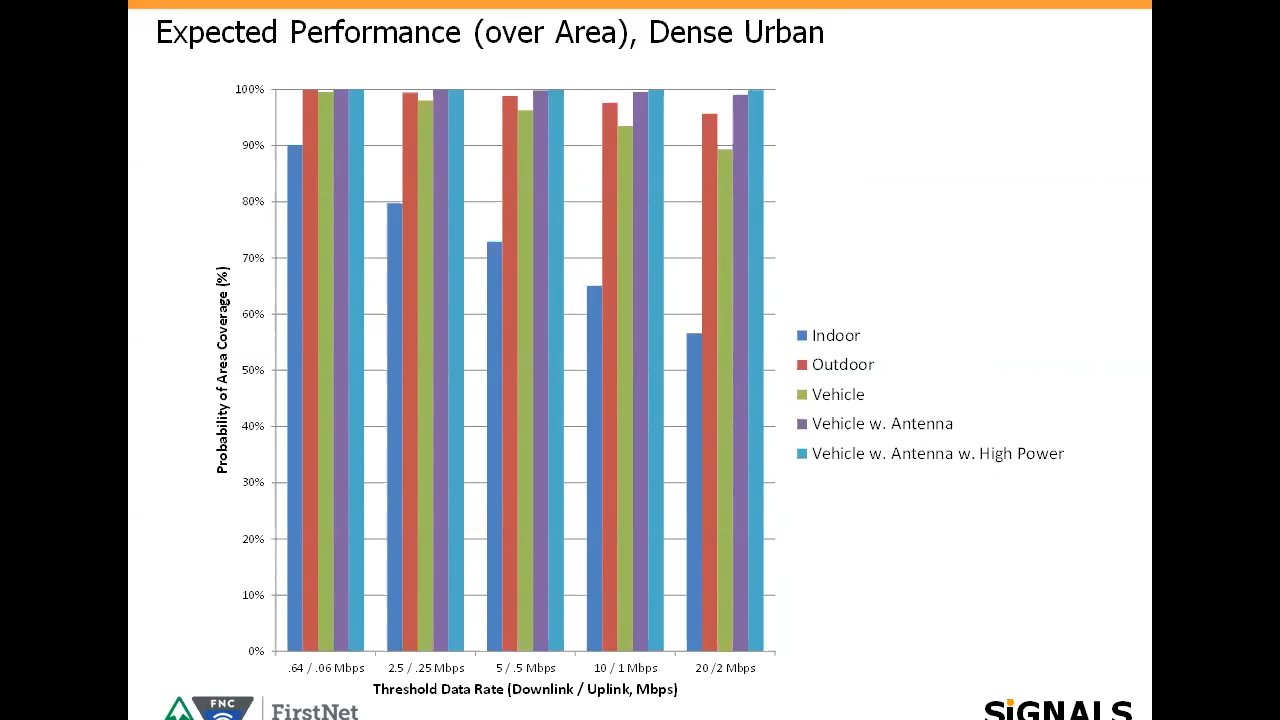 Expected Performance (over Area), Dense Urban
100%
90%
80%
70%
60%
50%
40%
30%
20%
10%
0%
Probability of Area Coverage (%)
.64 / .06 Mbps
2.5 / .25 Mbps
5 / .5 Mbps
10 / 1 Mbps
20 /2 Mbps
Threshold Data Rate (Downlink / Uplink, Mbps)
Indoor
Outdoor
Vehicle
Vehicle w. Antenna
Vehicle w. Antenna w. High Power
FNC
FirstNet
SiGNALS